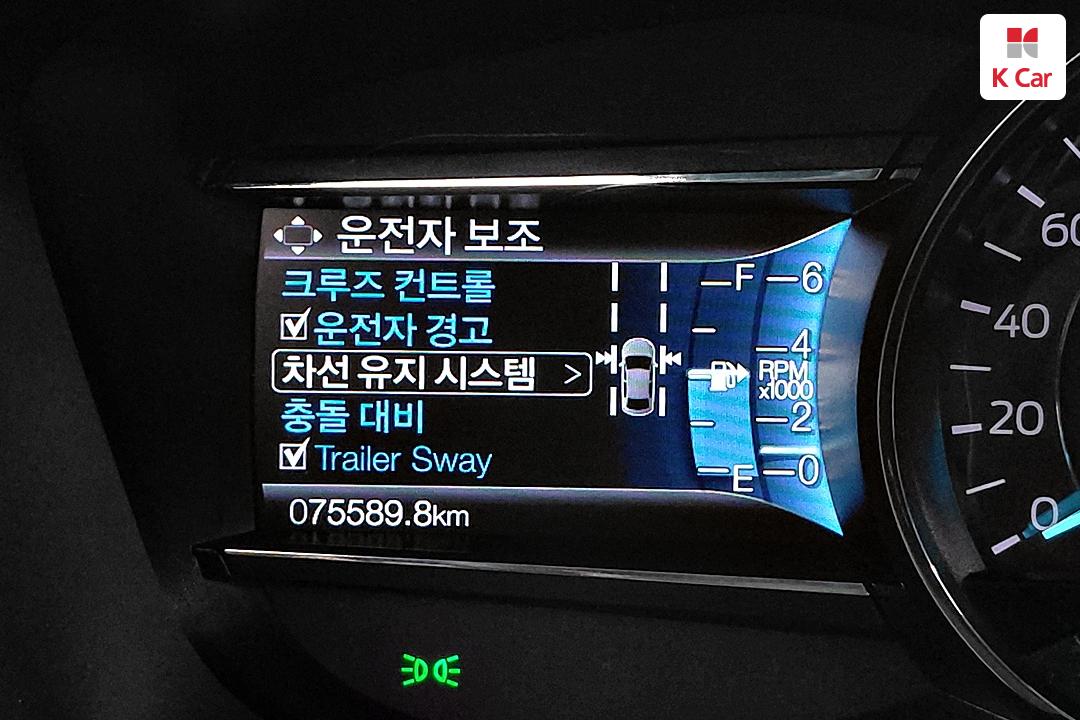 K Car
운전자 보조
크루즈 컨트롤
운전자 경고
차선 유지 시스템 >
충돌 대비
Trailer Sway
075589.8km
F
E
6
4
RPM
x1000
2
0
60
40
20
0